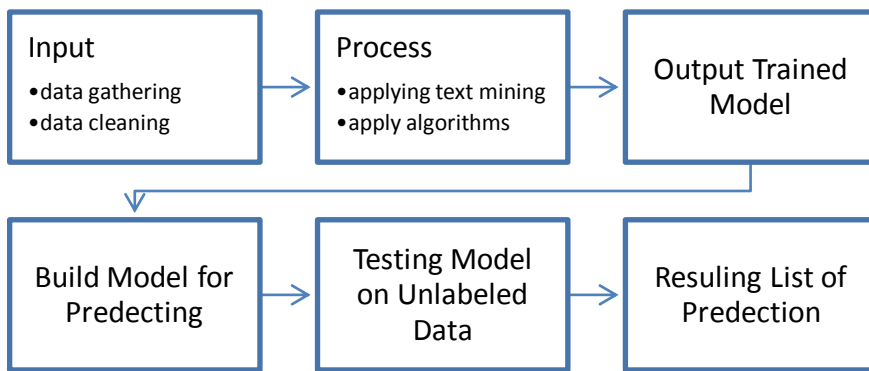 Input
•data gathering
•data cleaning
Process
•applying text mining
•apply algorithms
Output Trained
Model
Build Model for
Predecting
Testing Model
on Unlabeled
Data
Resuling List of
Predection